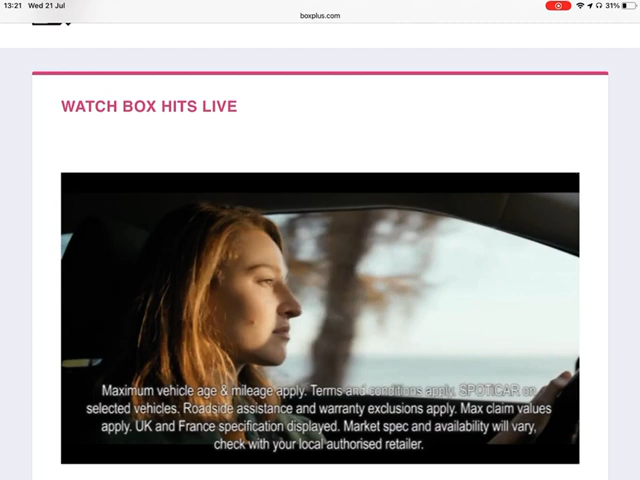 13:21 Wed 21 Jul
31%
boxplus.com
WATCH BOX HITS LIVE
Maximum vehicle age & mileage apply. Terms and conditions apply. SPOTiCAR on
selected vehicles. Roadside assistance and warranty exclusions apply. Max claim values
apply. UK and France specification displayed. Market spec and availability will vary,
check with your local authorised retailer.